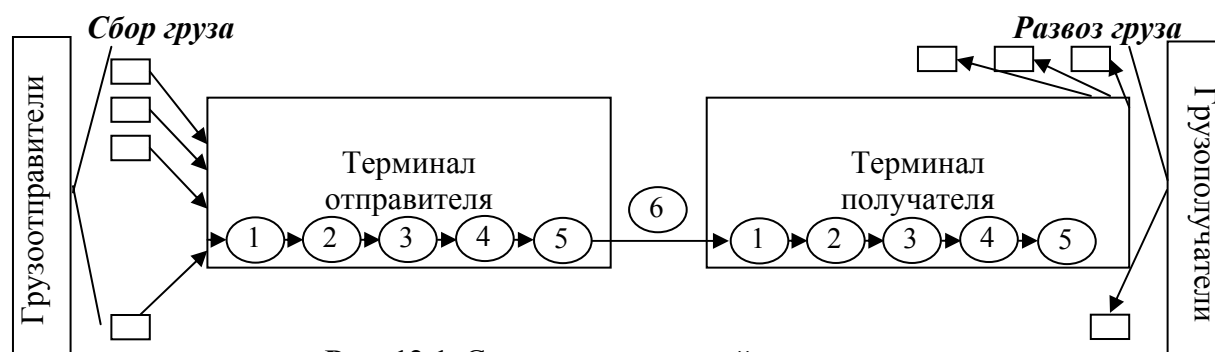 Сбор груза
Развоз груза
Грузоотправители
Терминал
отправителя
1 2 3 4 5
6
Терминал
получателя
1 2 3 4 5
Грузополучатели